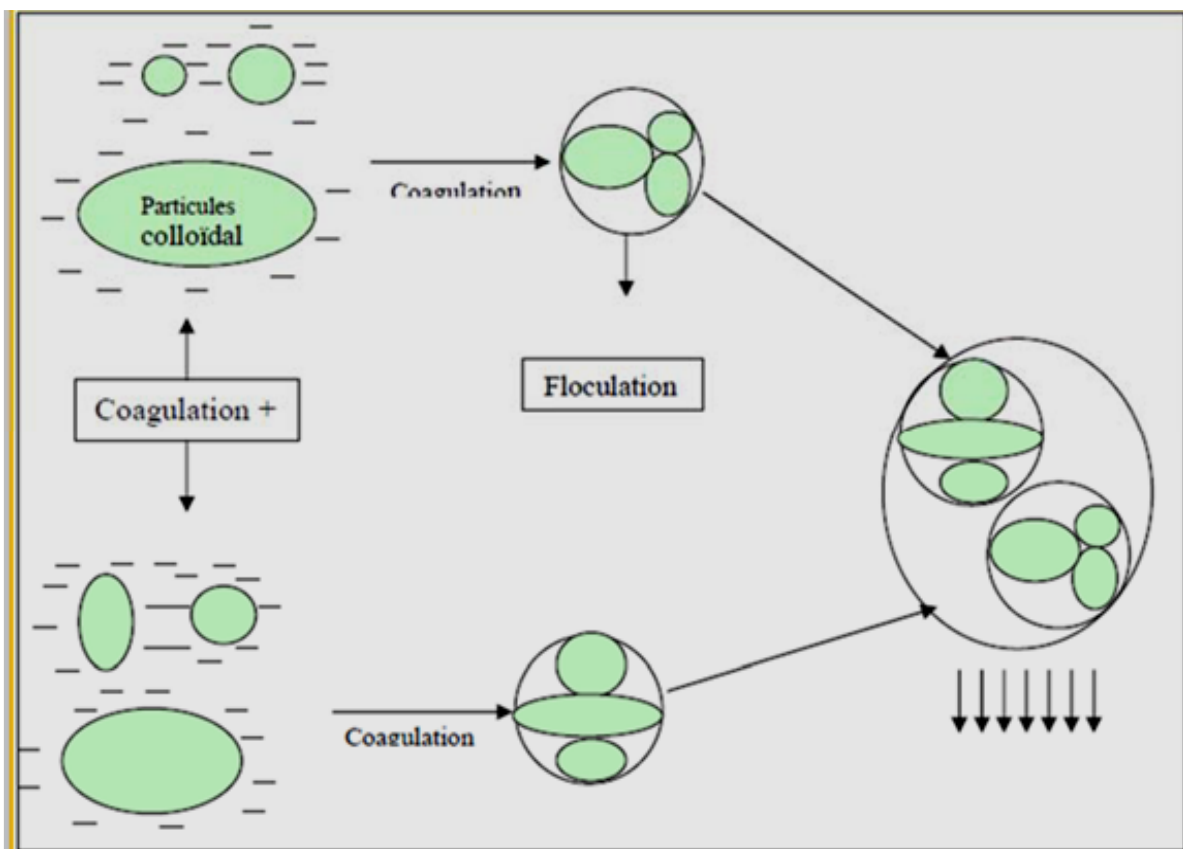 Coagulation
Particules
colloïdal
Coagulation +
Floculation
Coagulation